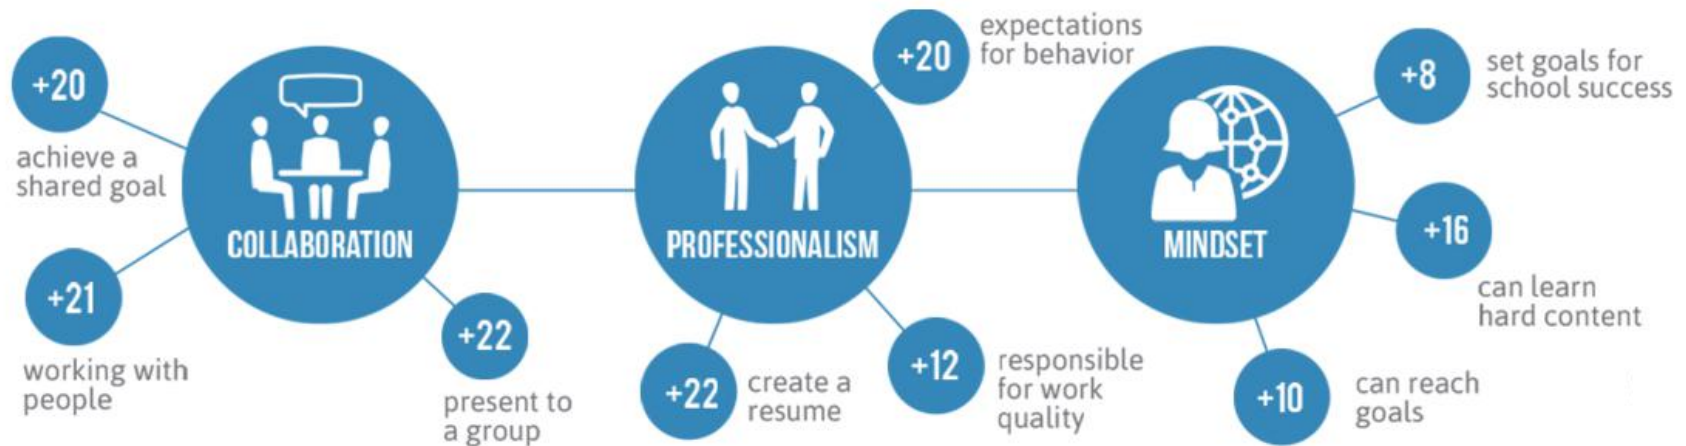 +20
achieve a
shared goal
+21
working with
people
COLLABORATION
+22
present to
a group
+20
expectations
for behavior
PROFESSIONALISM
+22
create a
resume
+12
responsible
for work
quality
MINDSET
+8
set goals for
school success
+16
can learn
hard content
+10
can reach
goals